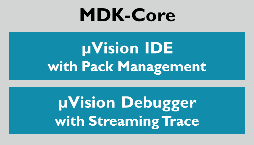 MDK-Core
µVision IDE
with Pack Management
µVision Debugger
with Streaming Trace